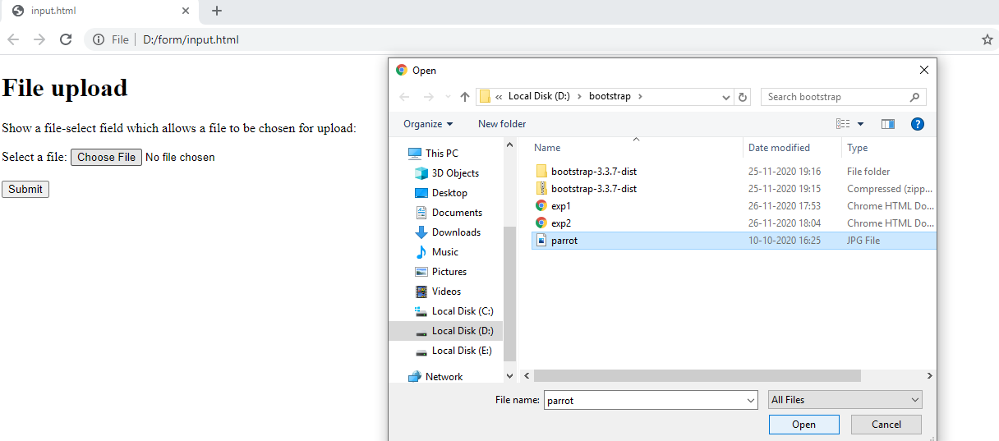 input.html
File D:/form/input.html
File upload
Show a file-select field which allows a file to be chosen for upload:
Select a file: Choose File No file chosen
Submit
Open
« Local Disk (D:) › bootstrap ›
Search bootstrap
Organize
New folder
This PC
3D Objects
Desktop
Documents
Downloads
Music
Pictures
Videos
Local Disk (C:)
Local Disk (D:)
Local Disk (E:)
Network
Name Date modified Type
bootstrap-3.3.7-dist 25-11-2020 19:16 File folder
bootstrap-3.3.7-dist 25-11-2020 19:15 Compressed (zipp...
exp1 26-11-2020 17:53 Chrome HTML Do...
exp2 26-11-2020 18:04 Chrome HTML Do...
parrot 10-10-2020 16:25 JPG File
File name: parrot
All Files
Open
Cancel